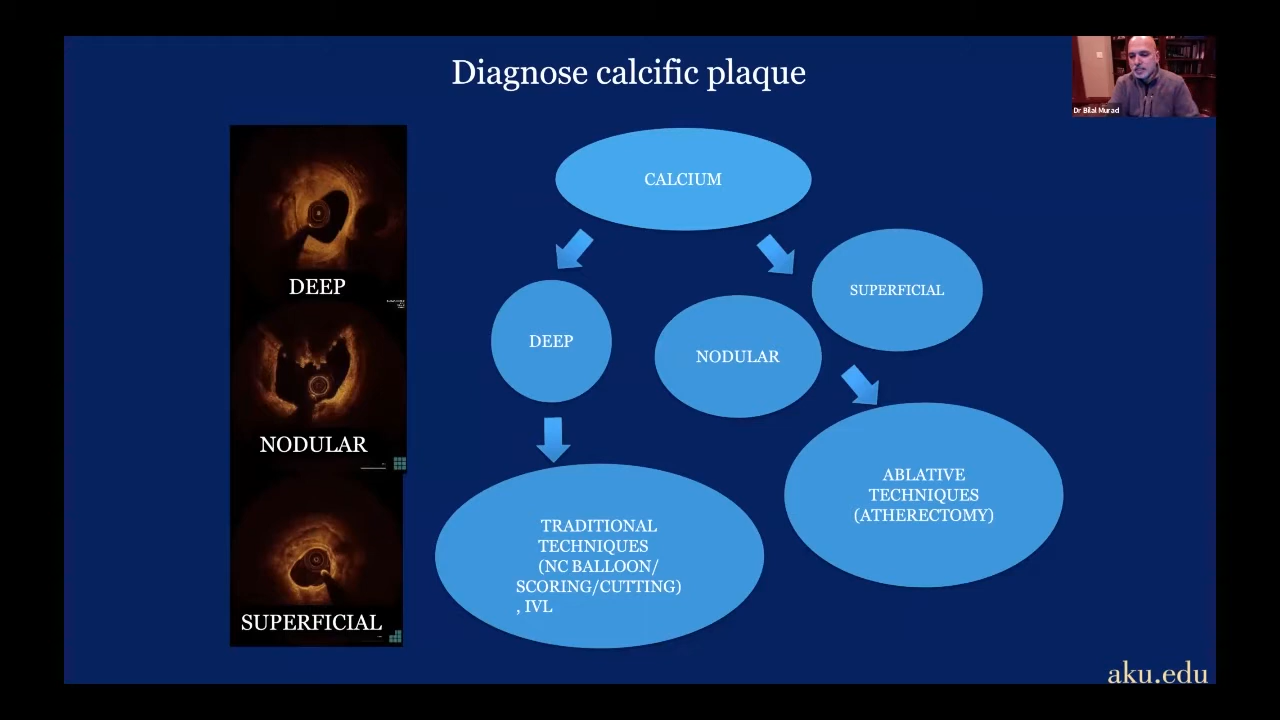 Diagnose calcific plaque
Dr Bilal Murad
DEEP
NODULAR
SUPERFICIAL
CALCIUM
DEEP
NODULAR
SUPERFICIAL
TRADITIONAL
TECHNIQUES
(NC BALLOON/
SCORING/CUTTING)
, IVL
ABLATIVE
TECHNIQUES
(ATHERECTOMY)
aku.edu